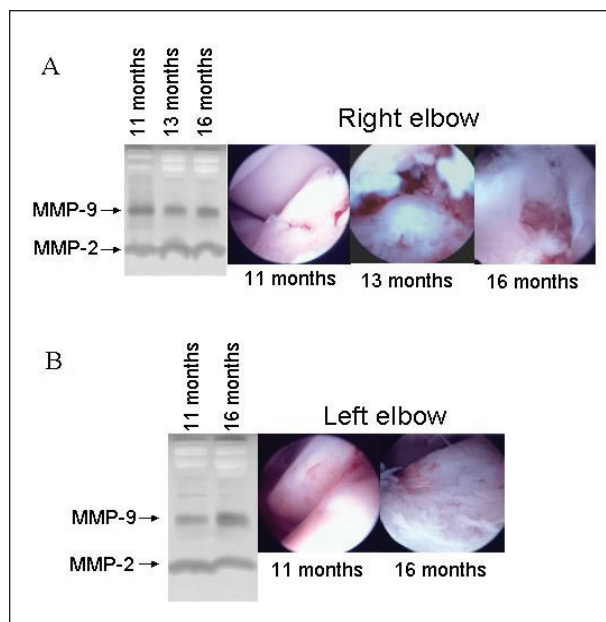 A
11 months
13 months
16 months
Right elbow
MMP-9
MMP-2
11 months
13 months
16 months
B
11 months
16 months
Left elbow
MMP-9
MMP-2
11 months
16 months